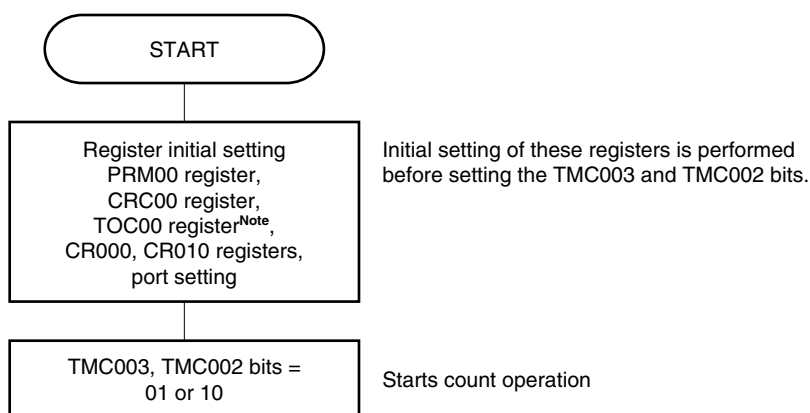 START
Register initial setting
PRM00 register,
CRC00 register,
TOC00 registerNote,
CR000, CR010 registers,
port setting
Initial setting of these registers is performed
before setting the TMC003 and TMC002 bits.
TMC003, TMC002 bits =
01 or 10
Starts count operation